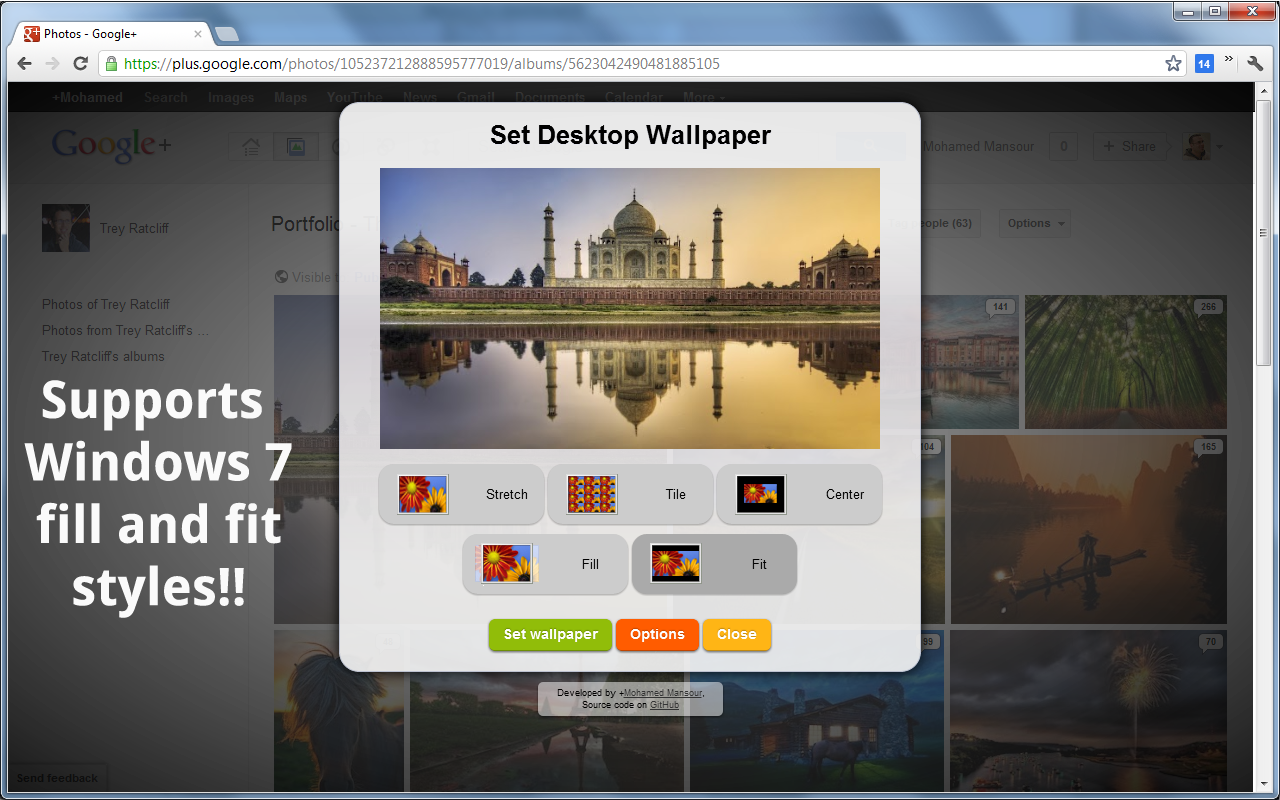 Photos - Google+
https://plus.google.com/photos/105237212888595777019/albums/5623042490481885105
14
+Mohamed Search Images Maps YouTube News Gmail Documents Calendar More
Google+
Mohamed Mansour 0 + Share
Trey Ratcliff
Portfolio
People (63) Options
Visible
Photos of Trey Ratcliff
Photos from Trey Ratcliff's ...
Trey Ratcliff's albums
Set Desktop Wallpaper
141
266
Supports
Windows 7
fill and fit
styles!!
104
165
Stretch Tile Center
Fill Fit
Set wallpaper Options Close
70
Developed by +Mohamed Mansour,
Source code on GitHub
Send feedback